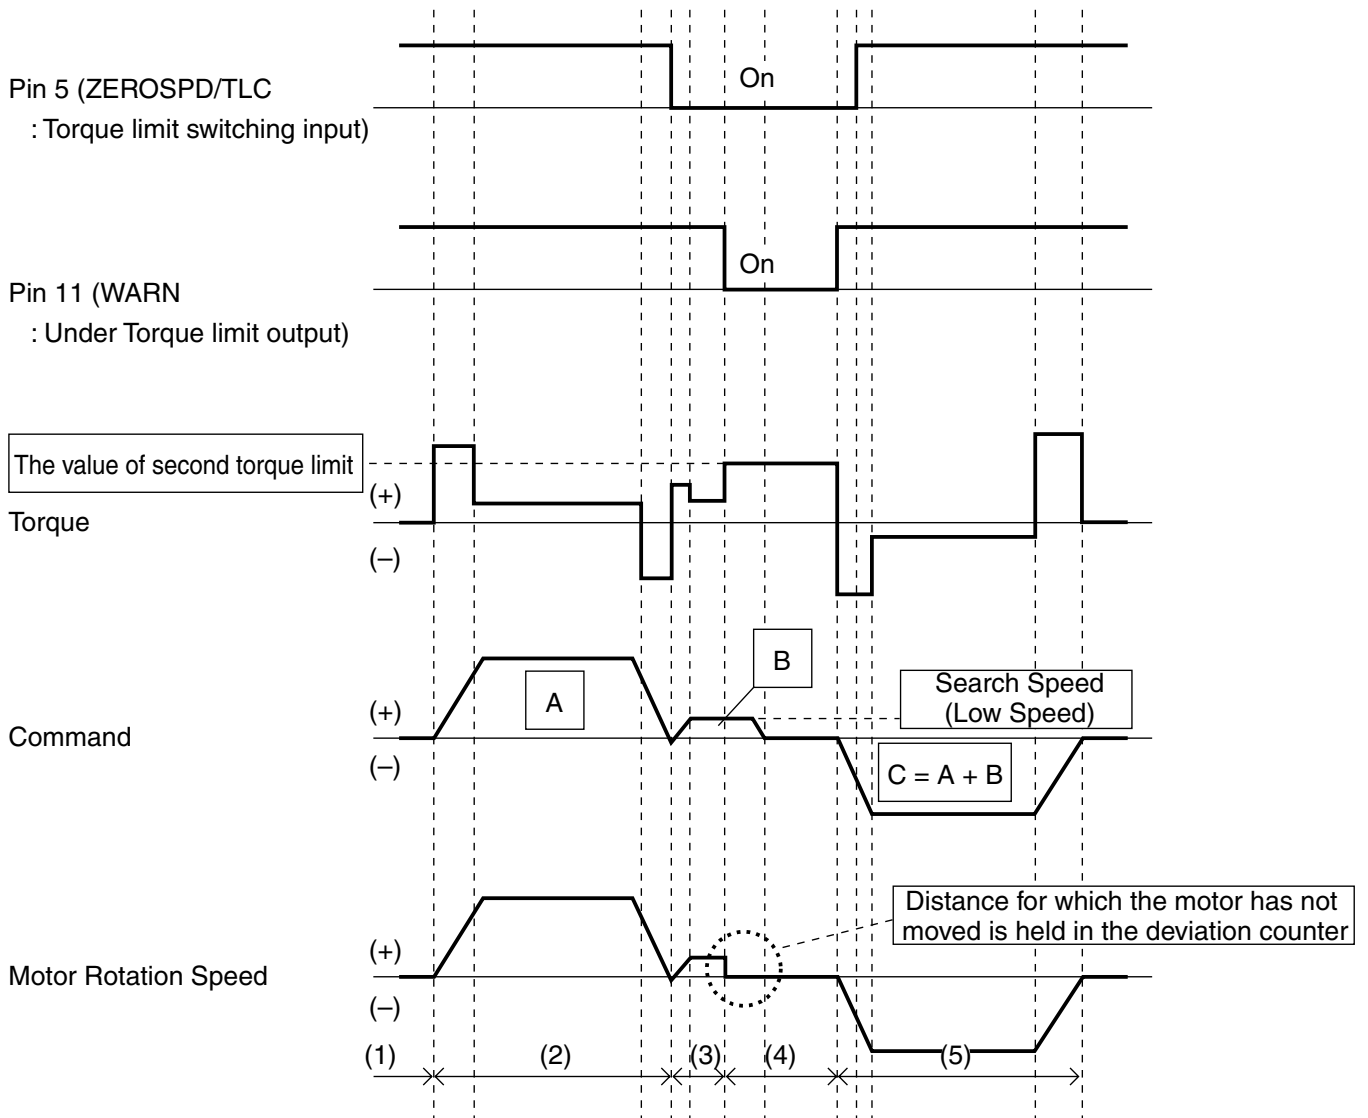 Pin 5 (ZEROSPD/TLC
: Torque limit switching input)
On
Pin 11 (WARN
: Under Torque limit output)
On
The value of second torque limit
(+)
Torque
(–)
B
A
Search Speed
(Low Speed)
(+)
Command
(–)
C = A + B
Distance for which the motor has not
moved is held in the deviation counter
(+)
Motor Rotation Speed
(–)
(1)
(2)
(3)
(4)
(5)